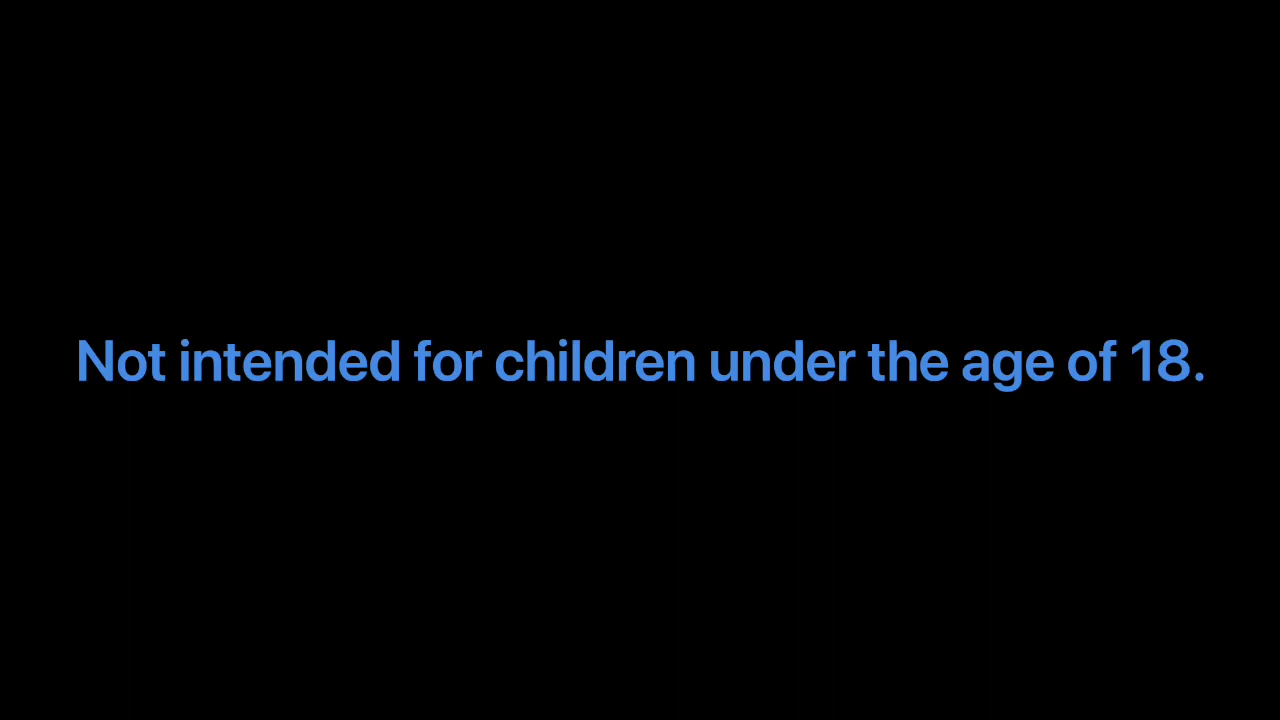 Not intended for children under the age of 18.